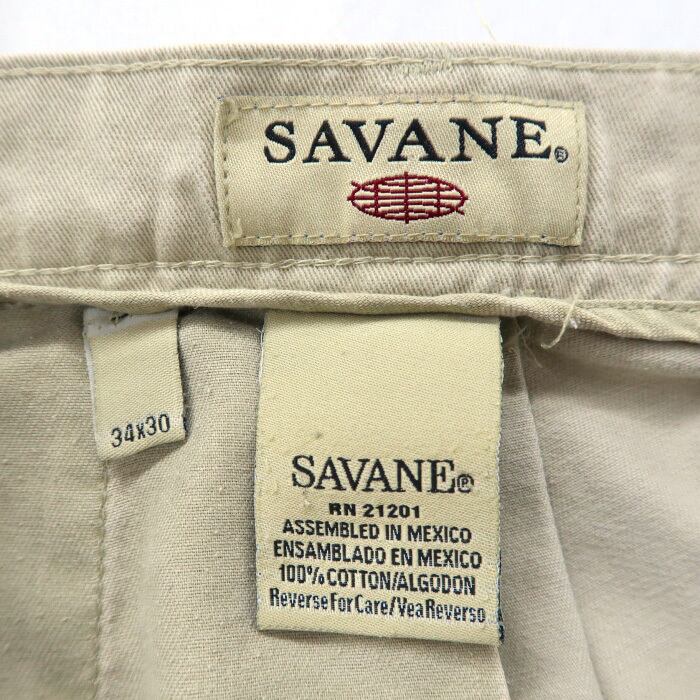 SAVANE®
34x30
SAVANE®
RN 21201
ASSEMBLED IN MEXICO
ENSAMBLADO EN MEXICO
100% COTTON/ALGODON
Reverse For Care/Vea Reverso